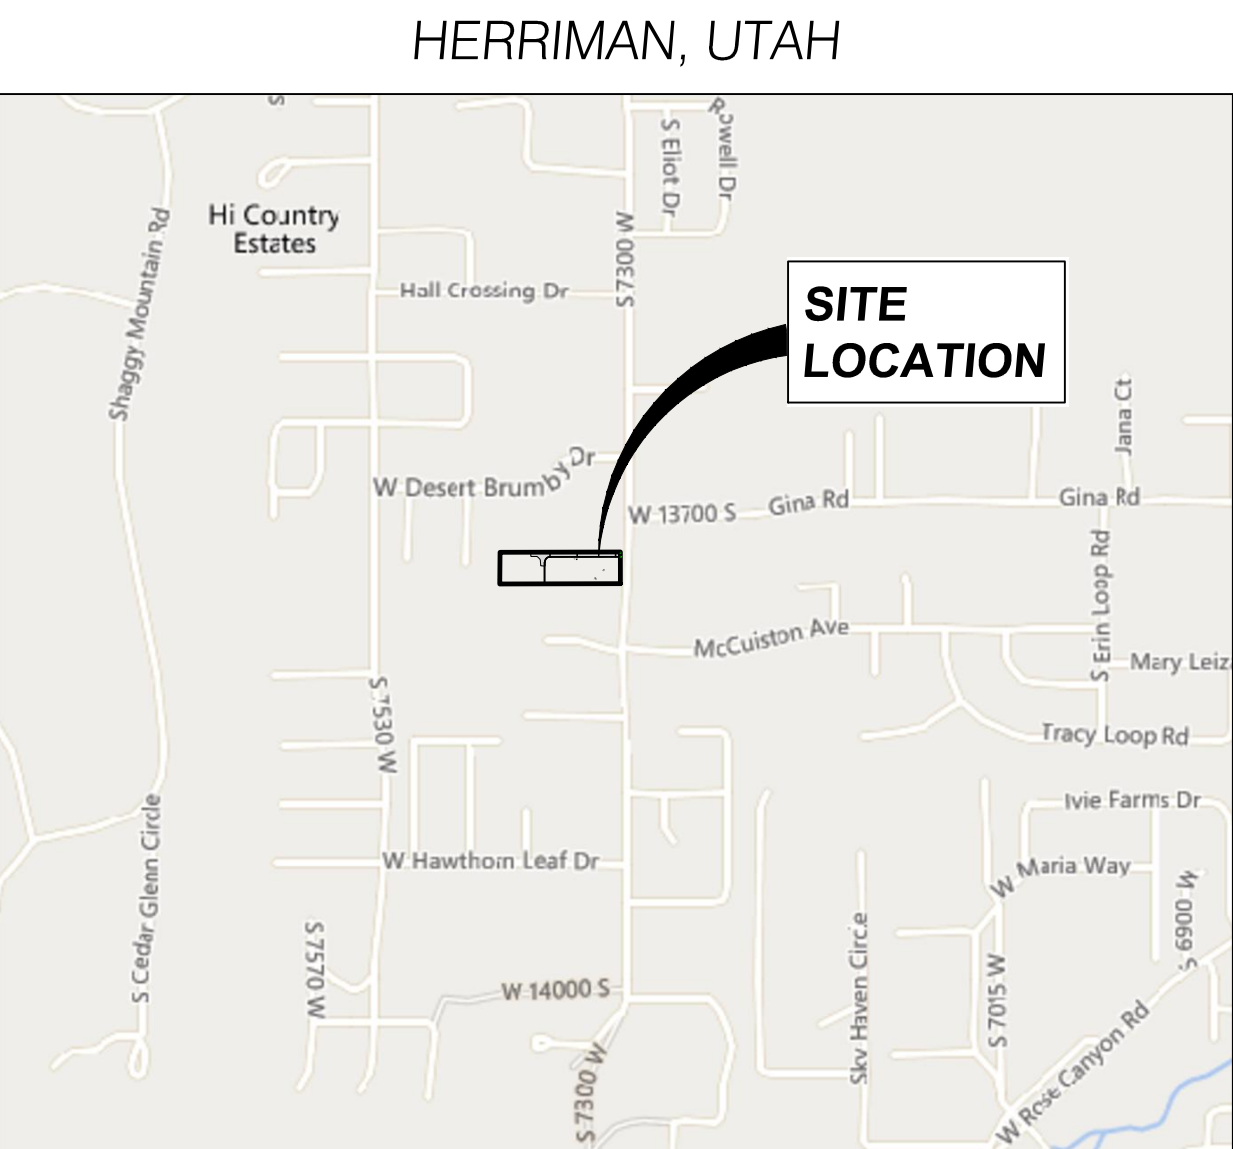 HERRIMAN, UTAH
S
Rowell Dr
S Eliot Dr
Hi Country
Estates
Shaggy Mountain Rd
S 7300 W
Hall Crossing Dr
SITE
LOCATION
Jana Ct
W Desert Brumby Dr
W 13700 S
Gina Rd
Gina Rd
S Erin Loop Rd
McCuiston Ave
Mary Leiz
S 7530 W
Tracy Loop Rd
Ivie Farms Dr
S Cedar Glenn Circle
W Hawthorn Leaf Dr
W Maria Way
S 6900 W
S 7570 W
Sky Haven Circle
S 7015 W
W 14000 S
S 7300 W
W Rose Canyon Rd